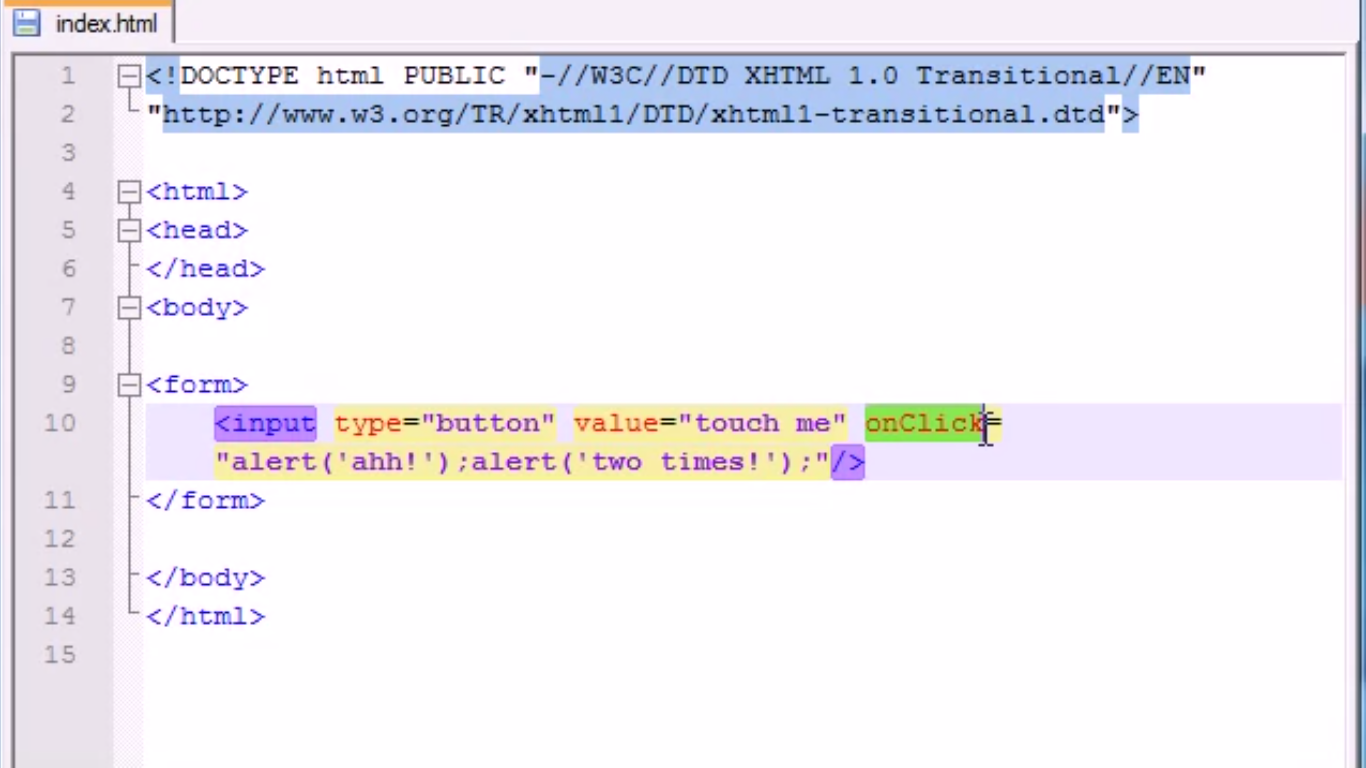 index.html
1 <!DOCTYPE html PUBLIC "-//W3C//DTD XHTML 1.0 Transitional//EN"
2 "http://www.w3.org/TR/xhtml1/DTD/xhtml1-transitional.dtd">
3
4 <html>
5 <head>
6 </head>
7 <body>
8
9 <form>
10 <input type="button" value="touch me" onClick=
"alert('ahh!');alert('two times!');"/>
11 </form>
12
13 </body>
14 </html>
15